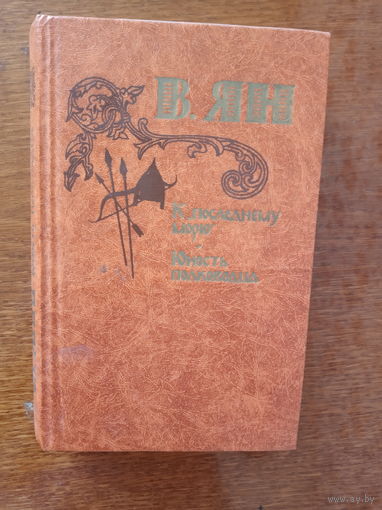 В. ЯН
К „последнему
морю“
Юность
полководца
www.ay.by